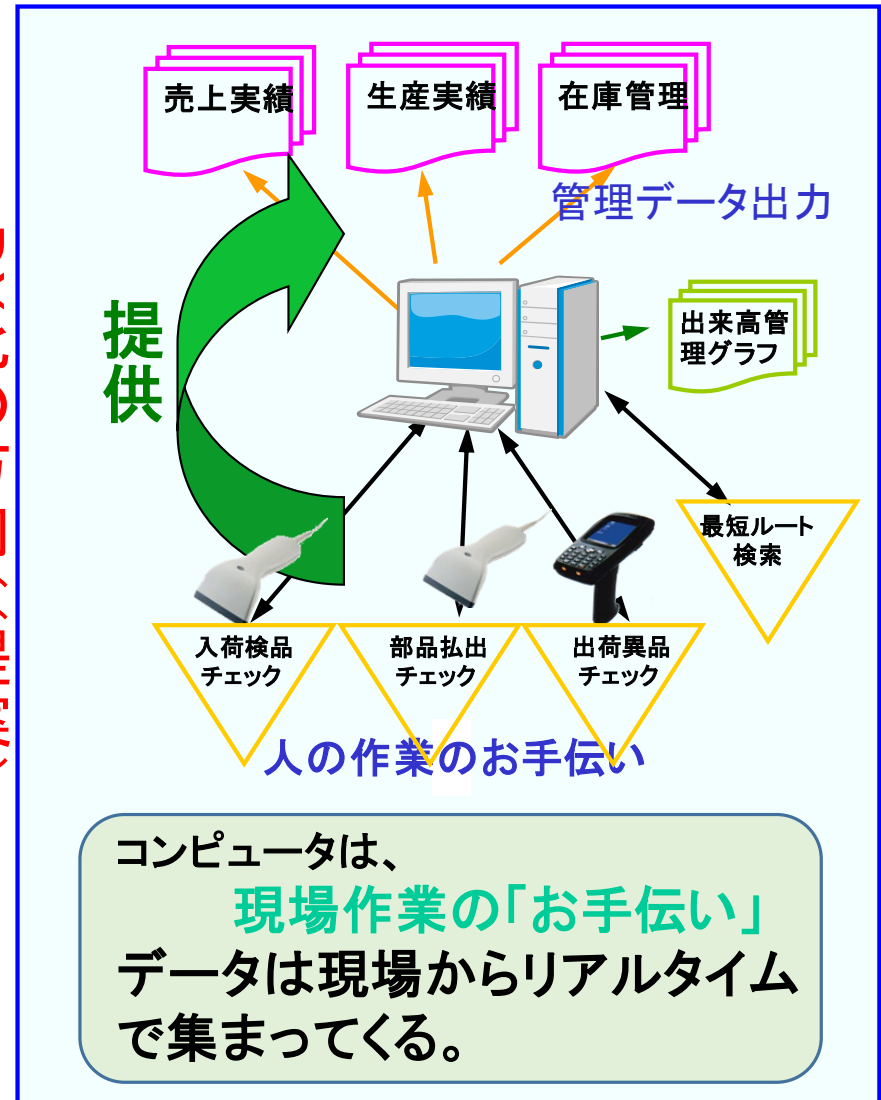 売上実績
生産実績
在庫管理
管理データ出力
提供
出来高管
理グラフ
最短ルート
検索
入荷検品
チェック
部品払出
チェック
出荷異品
チェック
人の作業のお手伝い
コンピュータは、
現場作業の「お手伝い」
データは現場からリアルタイム
で集まってくる。